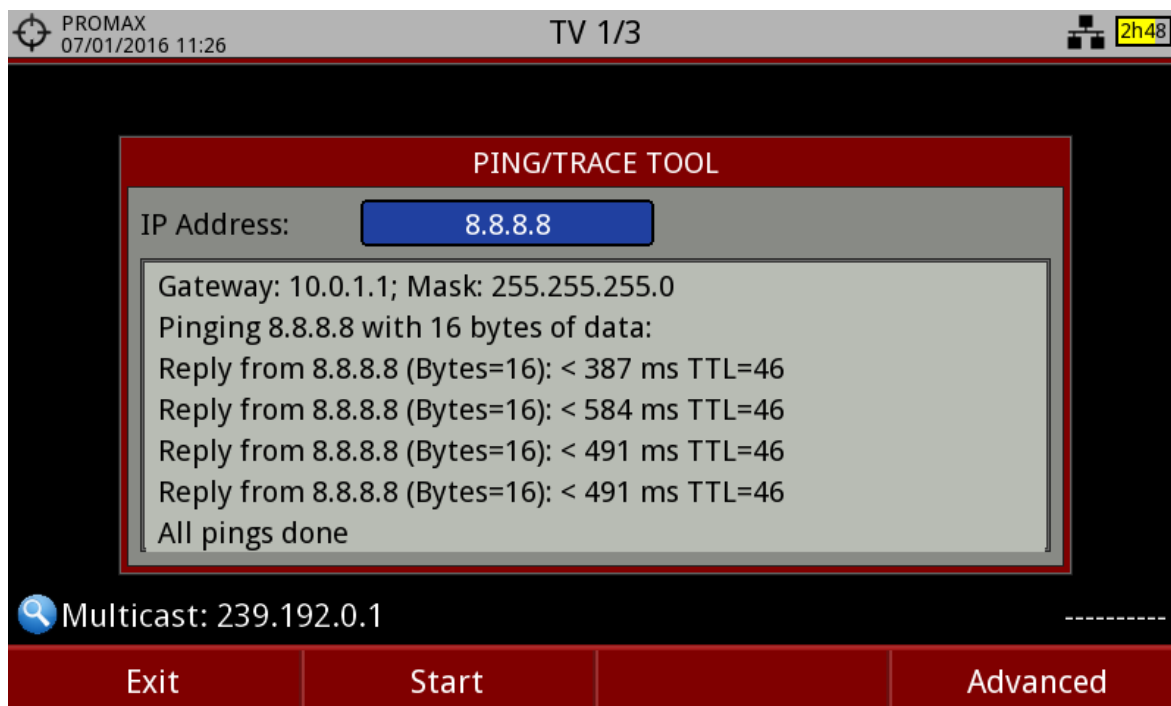 PROMAX
07/01/2016 11:26
TV 1/3
2h48
PING/TRACE TOOL
IP Address: 8.8.8.8
Gateway: 10.0.1.1; Mask: 255.255.255.0
Pinging 8.8.8.8 with 16 bytes of data:
Reply from 8.8.8.8 (Bytes=16): < 387 ms TTL=46
Reply from 8.8.8.8 (Bytes=16): < 584 ms TTL=46
Reply from 8.8.8.8 (Bytes=16): < 491 ms TTL=46
Reply from 8.8.8.8 (Bytes=16): < 491 ms TTL=46
All pings done
Multicast: 239.192.0.1 ----------
Exit Start Advanced